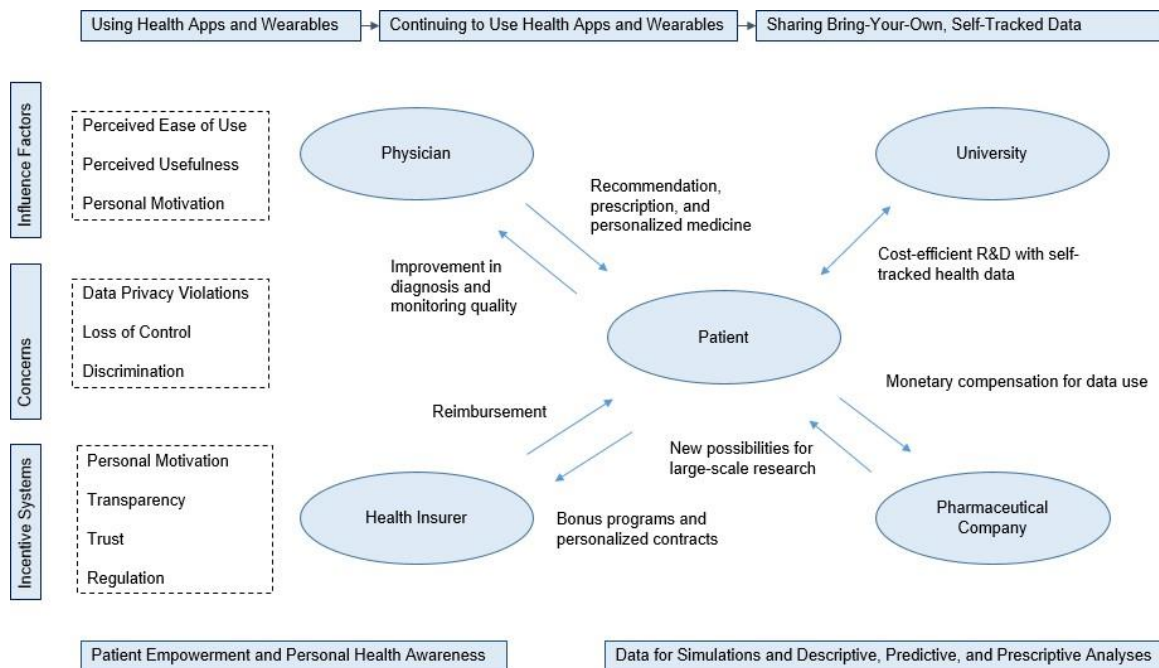 Using Health Apps and Wearables
Continuing to Use Health Apps and Wearables
Sharing Bring-Your-Own, Self-Tracked Data
Influence Factors
Perceived Ease of Use
Perceived Usefulness
Personal Motivation
Physician
University
Recommendation,
prescription, and
personalized medicine
Improvement in
diagnosis and
monitoring quality
Cost-efficient R&D with self-
tracked health data
Concerns
Data Privacy Violations
Loss of Control
Discrimination
Patient
Monetary compensation for data use
Reimbursement
New possibilities for
large-scale research
Incentive Systems
Personal Motivation
Transparency
Trust
Regulation
Health Insurer
Bonus programs and
personalized contracts
Pharmaceutical
Company
Patient Empowerment and Personal Health Awareness
Data for Simulations and Descriptive, Predictive, and Prescriptive Analyses